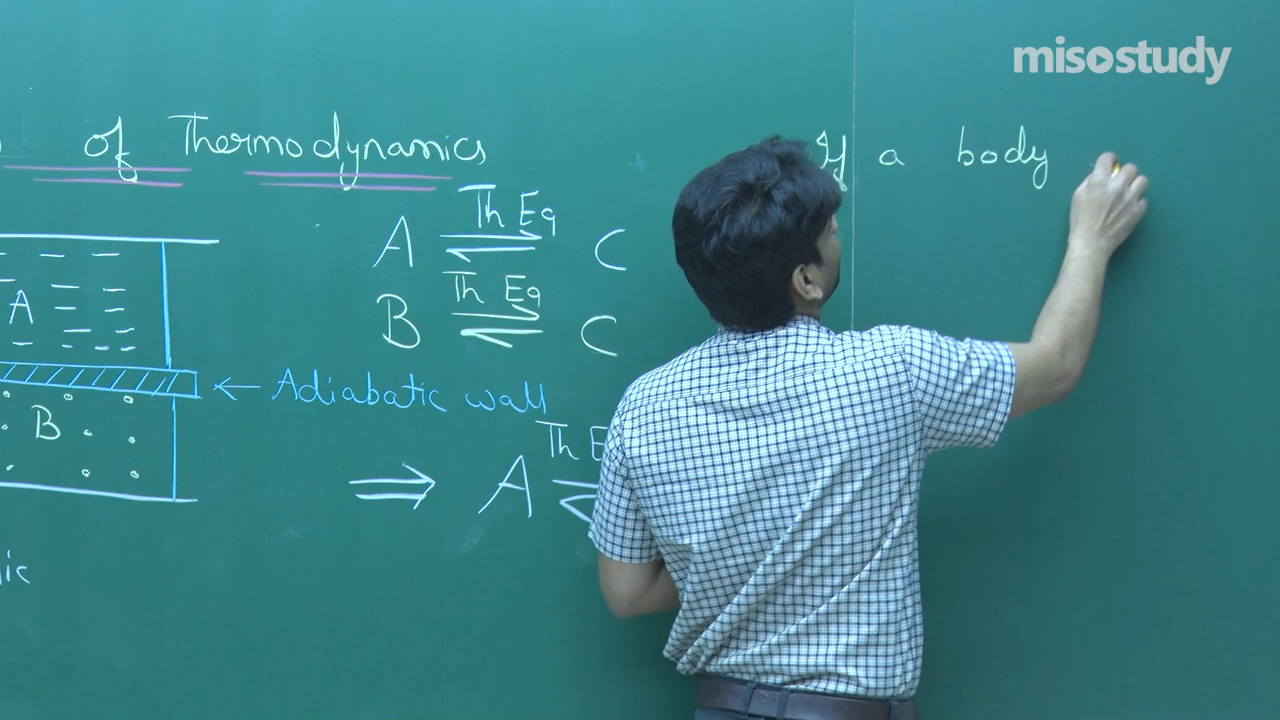 misostudy
of Thermodynamics
If a body
Th Eq
A C
Th Eq
B C
A
← Adiabatic wall
B
Th E
⇒ A
ic